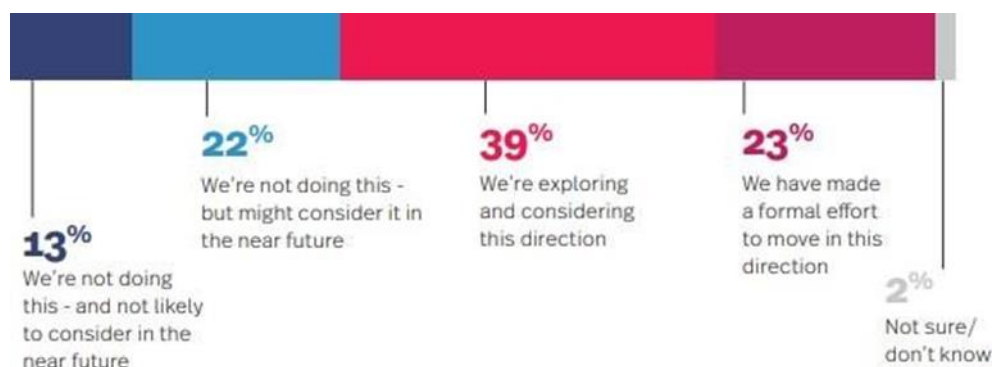 22%
We're not doing this -
but might consider it in
the near future
39%
We're exploring
and considering
this direction
23%
We have made
a formal effort
to move in this
direction
13%
We're not doing
this - and not likely
to consider in the
near future
2%
Not sure/
don't know